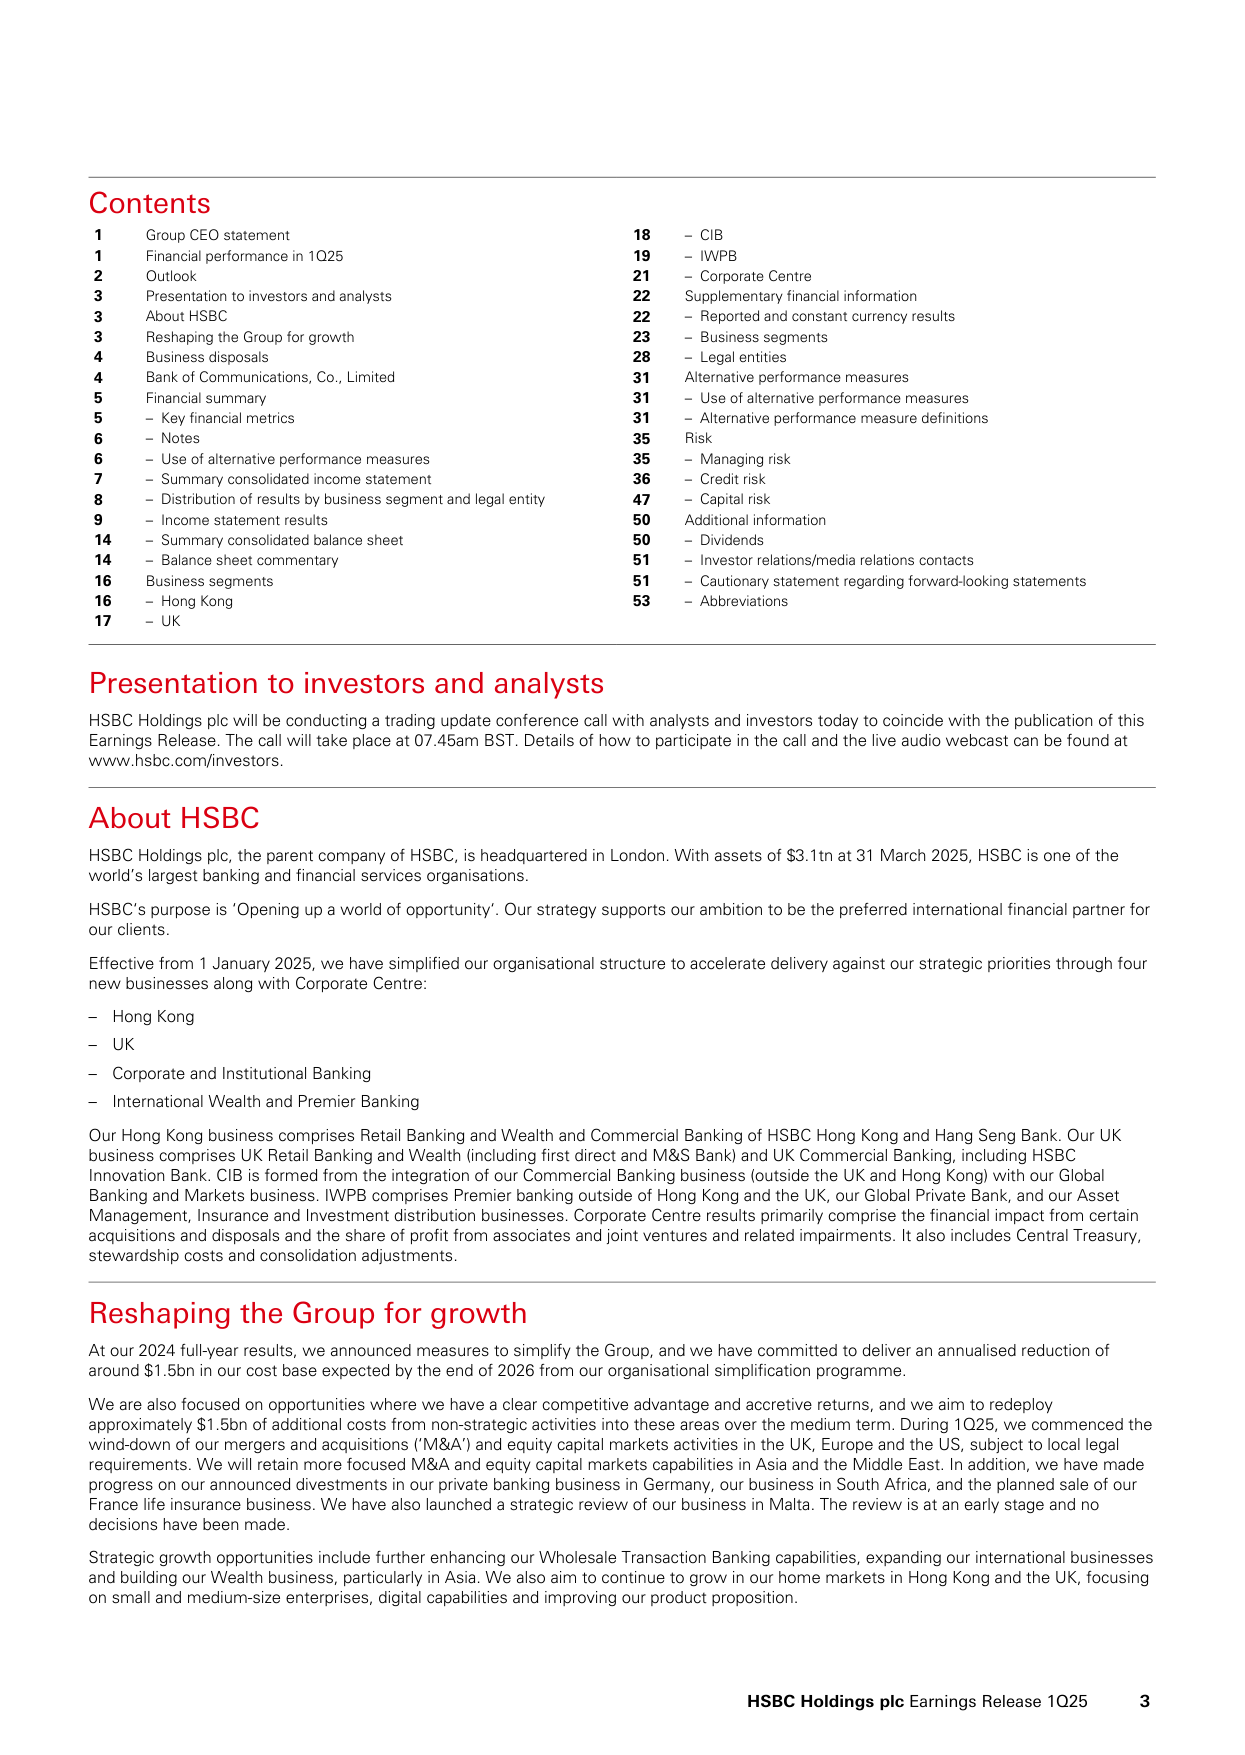 Contents
1 Group CEO statement
1 Financial performance in 1Q25
2 Outlook
3 Presentation to investors and analysts
3 About HSBC
3 Reshaping the Group for growth
4 Business disposals
4 Bank of Communications, Co., Limited
5 Financial summary
5 – Key financial metrics
6 – Notes
6 – Use of alternative performance measures
7 – Summary consolidated income statement
8 – Distribution of results by business segment and legal entity
9 – Income statement results
14 – Summary consolidated balance sheet
14 – Balance sheet commentary
16 Business segments
16 – Hong Kong
17 – UK
18 – CIB
19 – IWPB
21 – Corporate Centre
22 Supplementary financial information
22 – Reported and constant currency results
23 – Business segments
28 – Legal entities
31 Alternative performance measures
31 – Use of alternative performance measures
31 – Alternative performance measure definitions
35 Risk
35 – Managing risk
36 – Credit risk
47 – Capital risk
50 Additional information
50 – Dividends
51 – Investor relations/media relations contacts
51 – Cautionary statement regarding forward-looking statements
53 – Abbreviations
Presentation to investors and analysts
HSBC Holdings plc will be conducting a trading update conference call with analysts and investors today to coincide with the publication of this
Earnings Release. The call will take place at 07.45am BST. Details of how to participate in the call and the live audio webcast can be found at
www.hsbc.com/investors.
About HSBC
HSBC Holdings plc, the parent company of HSBC, is headquartered in London. With assets of $3.1tn at 31 March 2025, HSBC is one of the
world’s largest banking and financial services organisations.
HSBC’s purpose is ‘Opening up a world of opportunity’. Our strategy supports our ambition to be the preferred international financial partner for
our clients.
Effective from 1 January 2025, we have simplified our organisational structure to accelerate delivery against our strategic priorities through four
new businesses along with Corporate Centre:
– Hong Kong
– UK
– Corporate and Institutional Banking
– International Wealth and Premier Banking
Our Hong Kong business comprises Retail Banking and Wealth and Commercial Banking of HSBC Hong Kong and Hang Seng Bank. Our UK
business comprises UK Retail Banking and Wealth (including first direct and M&S Bank) and UK Commercial Banking, including HSBC
Innovation Bank. CIB is formed from the integration of our Commercial Banking business (outside the UK and Hong Kong) with our Global
Banking and Markets business. IWPB comprises Premier banking outside of Hong Kong and the UK, our Global Private Bank, and our Asset
Management, Insurance and Investment distribution businesses. Corporate Centre results primarily comprise the financial impact from certain
acquisitions and disposals and the share of profit from associates and joint ventures and related impairments. It also includes Central Treasury,
stewardship costs and consolidation adjustments.
Reshaping the Group for growth
At our 2024 full-year results, we announced measures to simplify the Group, and we have committed to deliver an annualised reduction of
around $1.5bn in our cost base expected by the end of 2026 from our organisational simplification programme.
We are also focused on opportunities where we have a clear competitive advantage and accretive returns, and we aim to redeploy
approximately $1.5bn of additional costs from non-strategic activities into these areas over the medium term. During 1Q25, we commenced the
wind-down of our mergers and acquisitions (’M&A’) and equity capital markets activities in the UK, Europe and the US, subject to local legal
requirements. We will retain more focused M&A and equity capital markets capabilities in Asia and the Middle East. In addition, we have made
progress on our announced divestments in our private banking business in Germany, our business in South Africa, and the planned sale of our
France life insurance business. We have also launched a strategic review of our business in Malta. The review is at an early stage and no
decisions have been made.
Strategic growth opportunities include further enhancing our Wholesale Transaction Banking capabilities, expanding our international businesses
and building our Wealth business, particularly in Asia. We also aim to continue to grow in our home markets in Hong Kong and the UK, focusing
on small and medium-size enterprises, digital capabilities and improving our product proposition.
HSBC Holdings plc Earnings Release 1Q25 3